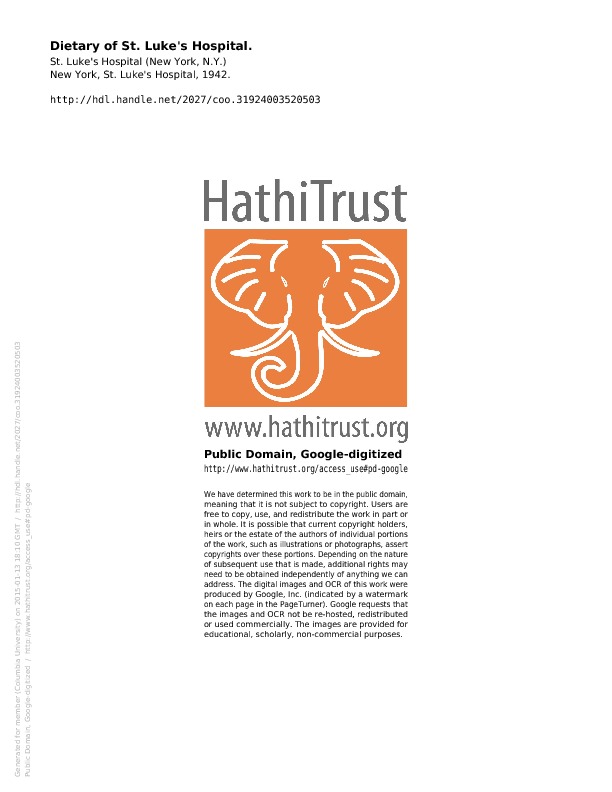 Dietary of St. Luke's Hospital.
St. Luke's Hospital (New York, N.Y.)
New York, St. Luke's Hospital, 1942.
http://hdl.handle.net/2027/coo.31924003520503
HathiTrust
www.hathitrust.org
Public Domain, Google-digitized
http://www.hathitrust.org/access_use#pd-google
We have determined this work to be in the public domain,
meaning that it is not subject to copyright. Users are
free to copy, use, and redistribute the work in part or
in whole. It is possible that current copyright holders,
heirs or the estate of the authors of individual portions
of the work, such as illustrations or photographs, assert
copyrights over these portions. Depending on the nature
of subsequent use that is made, additional rights may
need to be obtained independently of anything we can
address. The digital images and OCR of this work were
produced by Google, Inc. (indicated by a watermark
on each page in the PageTurner). Google requests that
the images and OCR not be re-hosted, redistributed
or used commercially. The images are provided for
educational, scholarly, non-commercial purposes.
Generated for member (Columbia University) on 2015-01-13 18:10 GMT / http://hdl.handle.net/2027/coo.31924003520503
Public Domain, Google-digitized / http://www.hathitrust.org/access_use#pd-google